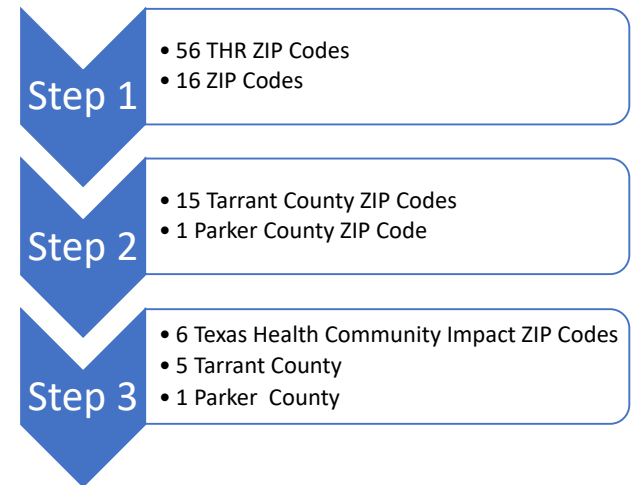 Step 1
• 56 THR ZIP Codes
• 16 ZIP Codes
Step 2
• 15 Tarrant County ZIP Codes
• 1 Parker County ZIP Code
Step 3
• 6 Texas Health Community Impact ZIP Codes
• 5 Tarrant County
• 1 Parker  County